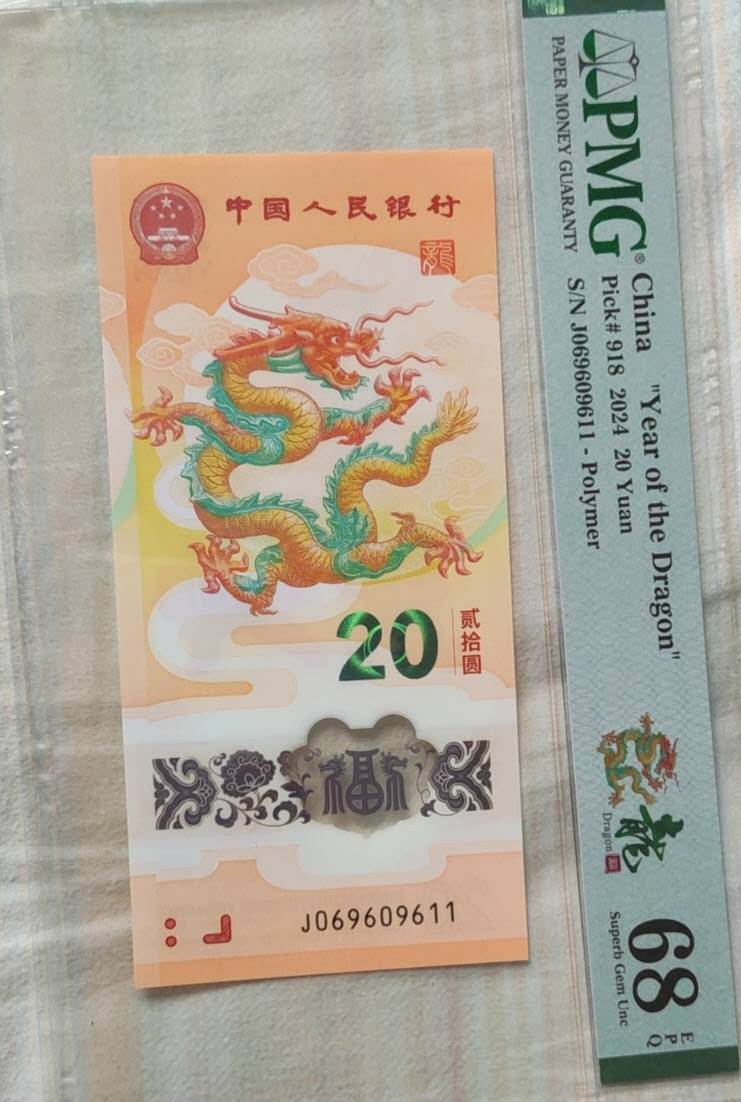 中国人民银行
龍
20
贰拾圆
福
J069609611
PMG®
PAPER MONEY GUARANTY
China "Year of the Dragon"
Pick# 918 2024 20 Yuan
S/N J069609611 - Polymer
龍
Dragon
68 EPQ
Superb Gem Unc